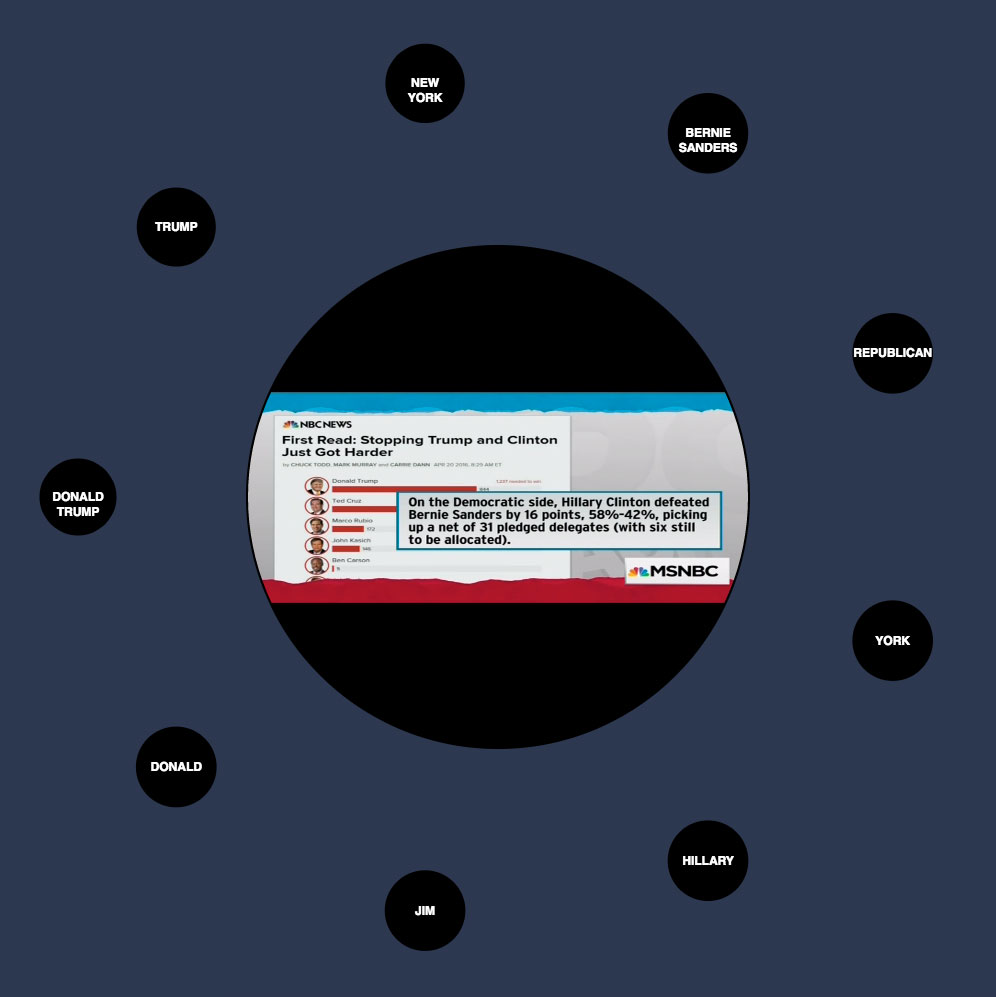 NEW
YORK
BERNIE
SANDERS
TRUMP
REPUBLICAN
NBC NEWS
First Read: Stopping Trump and Clinton
Just Got Harder
by CHUCK TODD, MARK MURRAY and CARRIE DANN APR 20 2016, 8:25 AM ET
Donald Trump
1,237 needed to win
844
Ted Cruz
On the Democratic side, Hillary Clinton defeated
Bernie Sanders by 16 points, 58%-42%, picking
up a net of 31 pledged delegates (with six still
to be allocated).
Marco Rubio
172
John Kasich
Ben Carson
9
MSNBC
DONALD
TRUMP
YORK
DONALD
HILLARY
JIM